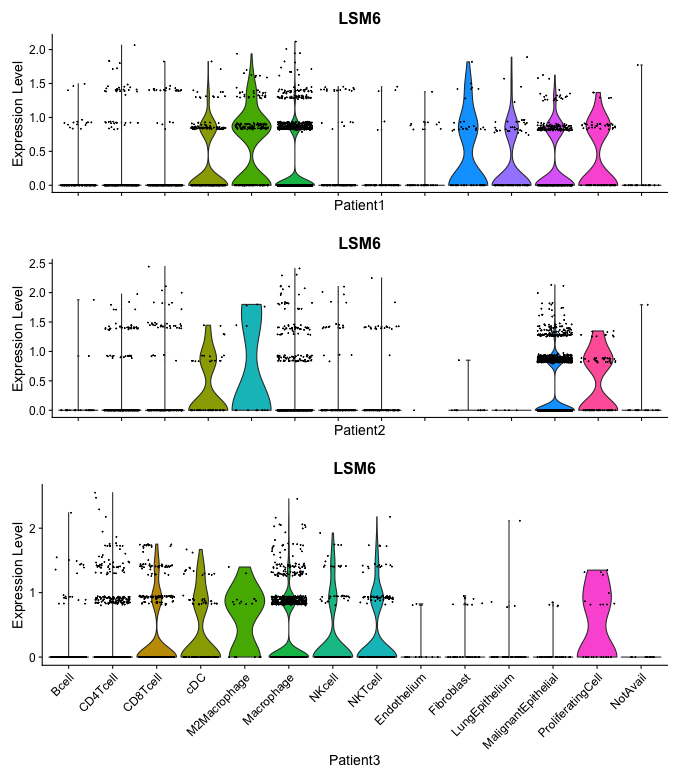 LSM6
Expression Level
2.0
1.5
1.0
0.5
0.0
Patient1
LSM6
Expression Level
2.5
2.0
1.5
1.0
0.5
0.0
Patient2
LSM6
Expression Level
2
1
0
Bcell
CD4Tcell
CD8Tcell
cDC
M2Macrophage
Macrophage
NKcell
NKTcell
Endothelium
Fibroblast
LungEpithelium
MalignantEpithelial
ProliferatingCell
NotAvail
Patient3